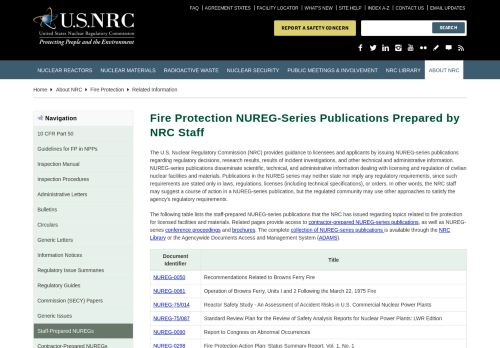 FAQ | AGREEMENT STATES | FACILITY LOCATOR | WHAT'S NEW | SITE HELP | INDEX A-Z | CONTACT US | EMAIL UPDATES
U.S.NRC
United States Nuclear Regulatory Commission
Protecting People and the Environment
REPORT A SAFETY CONCERN
SEARCH
NUCLEAR REACTORS NUCLEAR MATERIALS RADIOACTIVE WASTE NUCLEAR SECURITY PUBLIC MEETINGS & INVOLVEMENT NRC LIBRARY ABOUT NRC
Home About NRC Fire Protection Related Information
Navigation
10 CFR Part 50
Guidelines for FP in NPPs
Inspection Manual
Inspection Procedures
Administrative Letters
Bulletins
Circulars
Generic Letters
Information Notices
Regulatory Issue Summaries
Regulatory Guides
Commission (SECY) Papers
Generic Issues
Staff-Prepared NUREGs
Contractor-Prepared NUREGs
Fire Protection NUREG-Series Publications Prepared by
NRC Staff
The U.S. Nuclear Regulatory Commission (NRC) provides guidance to licensees and applicants by issuing NUREG-series publications
regarding regulatory decisions, research results, results of incident investigations, and other technical and administrative information.
NUREG-series publications disseminate scientific, technical, and administrative information dealing with licensing and regulation of civilian
nuclear facilities and materials. Publications in the NUREG series may neither state nor imply any regulatory requirements, since such
requirements are stated only in laws, regulations, licenses (including technical specifications), or orders. In other words, the NRC staff
may suggest a course of action in a NUREG-series publication, but the regulated community may use other approaches to satisfy the
agency's regulatory requirements.
The following table lists the staff-prepared NUREG-series publications that the NRC has issued regarding topics related to fire protection
for licensed facilities and materials. Related pages provide access to contractor-prepared NUREG-series publications, as well as NUREG-
series conference proceedings and brochures. The complete collection of NUREG-series publications is available through the NRC
Library or the Agencywide Documents Access and Management System (ADAMS).
Document
Identifier
Title
NUREG-0050 Recommendations Related to Browns Ferry Fire
NUREG-0061 Operation of Browns Ferry, Units I and 2 Following the March 22, 1975 Fire
NUREG-75/014 Reactor Safety Study - An Assessment of Accident Risks in U.S. Commercial Nuclear Power Plants
NUREG-75/087 Standard Review Plan for the Review of Safety Analysis Reports for Nuclear Power Plants: LWR Edition
NUREG-0090 Report to Congress on Abnormal Occurrences
NUREG-0298 Fire Protection Action Plan: Status Summary Report, Vol. 1, No. 1